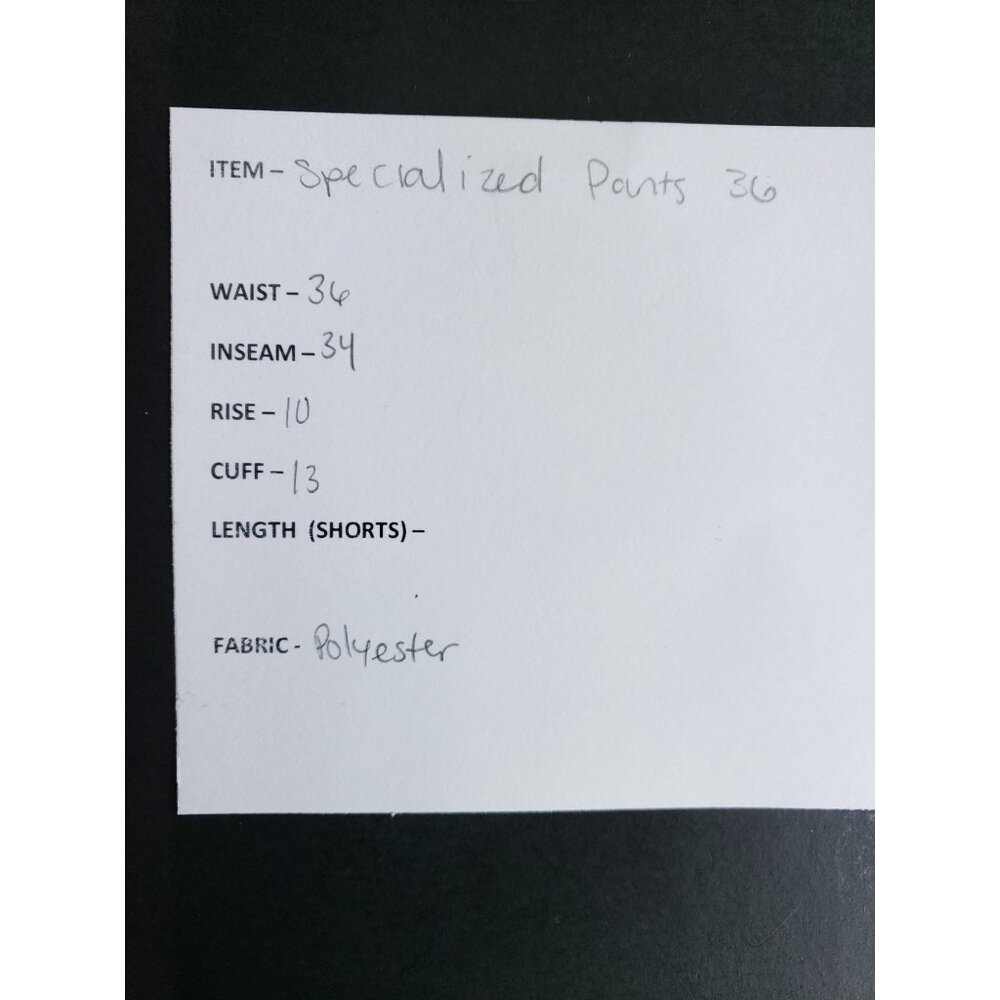 ITEM – Specialized Pants 36
WAIST – 36
INSEAM – 34
RISE – 10
CUFF – 13
LENGTH (SHORTS) –
FABRIC - Polyester